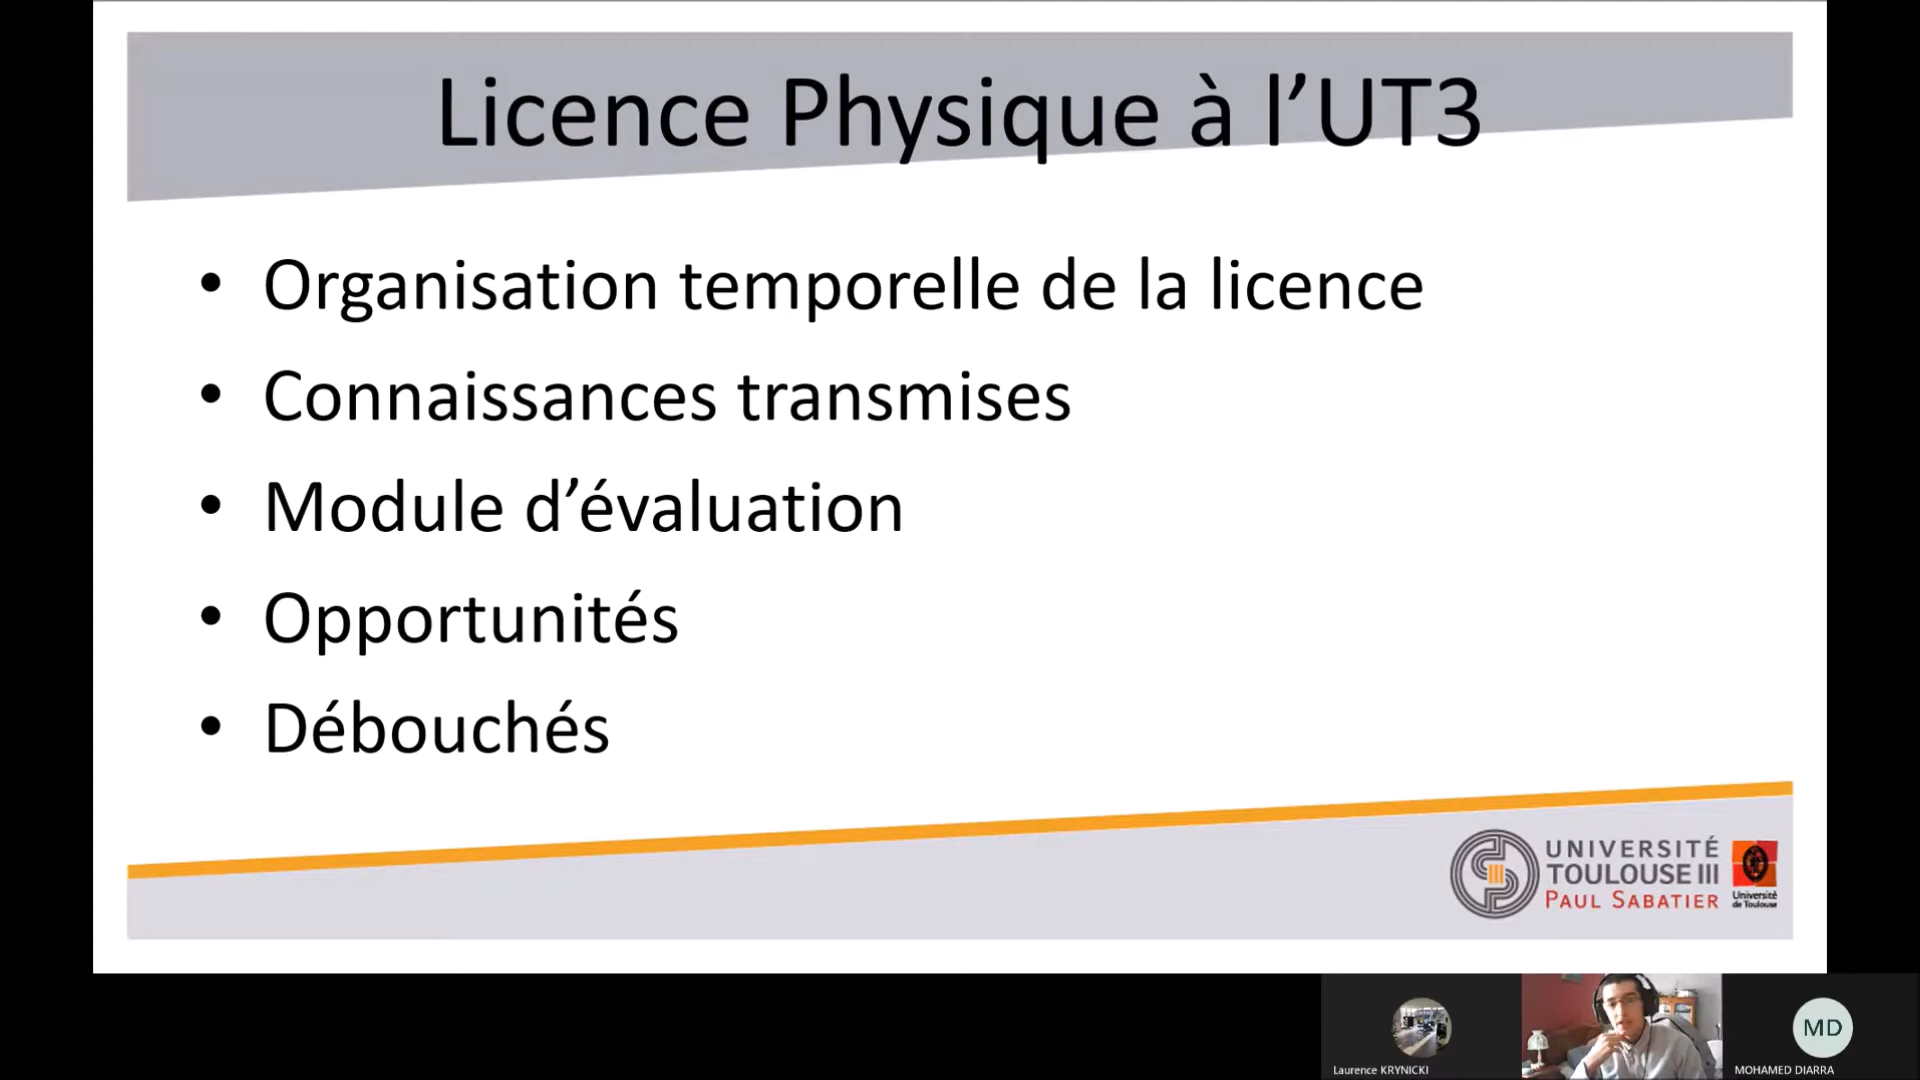 Licence Physique à l’UT3
• Organisation temporelle de la licence
• Connaissances transmises
• Module d’évaluation
• Opportunités
• Débouchés
UNIVERSITÉ
TOULOUSE III
PAUL SABATIER
Université
de Toulouse
Laurence KRYNICKI
MD
MOHAMED DIARRA